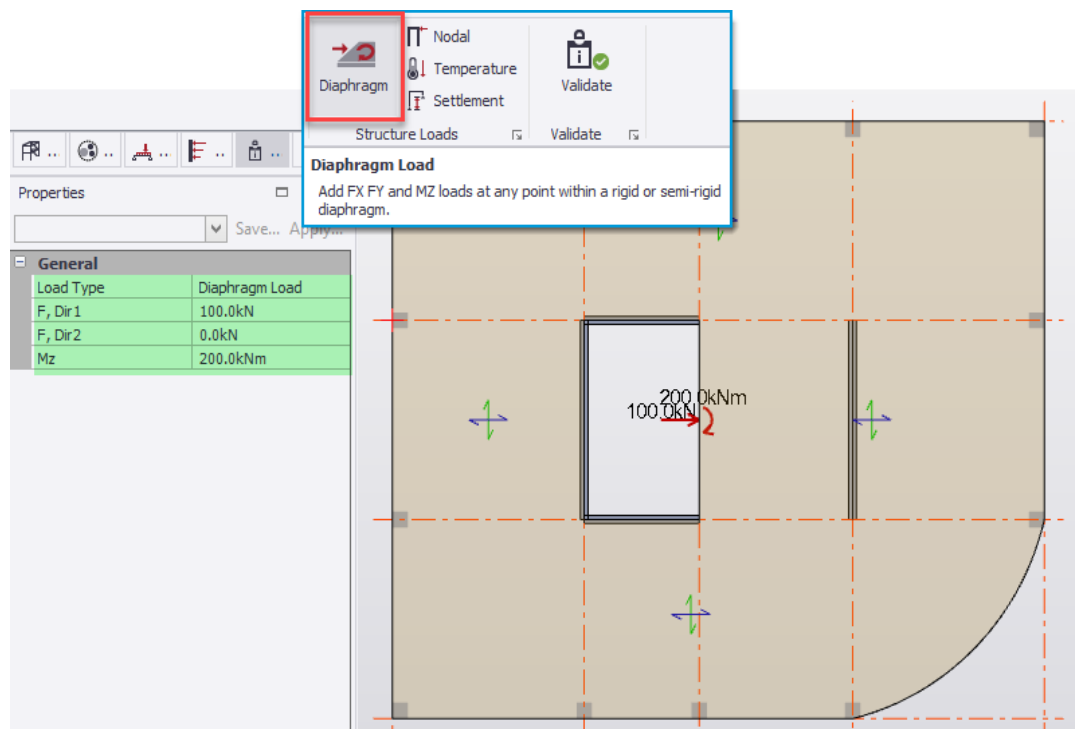 Nodal
Temperature
Settlement
Diaphragm
Validate
Structure Loads
Validate
Diaphragm Load
Add FX FY and MZ loads at any point within a rigid or semi-rigid
diaphragm.
Properties
Save... Apply...
General
Load Type Diaphragm Load
F, Dir1 100.0kN
F, Dir2 0.0kN
Mz 200.0kNm
200.0kNm
100.0kN